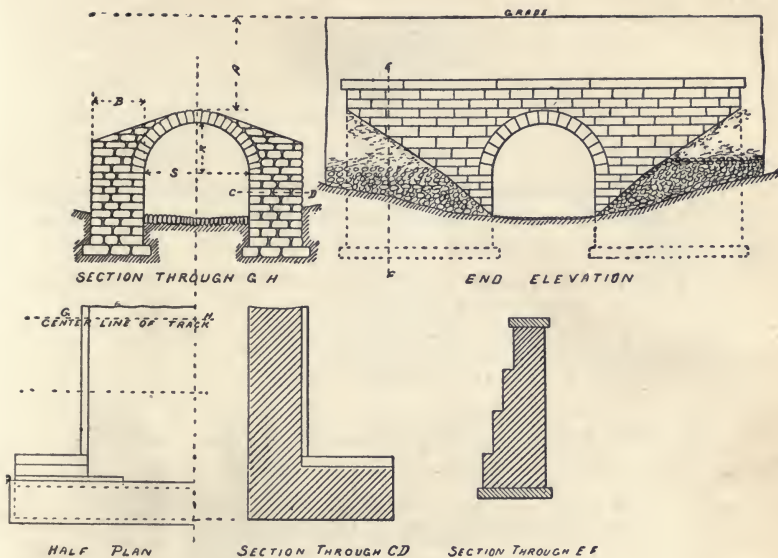 GRADE
A B
S
C D
SECTION THROUGH G H
END ELEVATION
G H
CENTER LINE OF TRACK
HALF PLAN
SECTION THROUGH CD
SECTION THROUGH E F